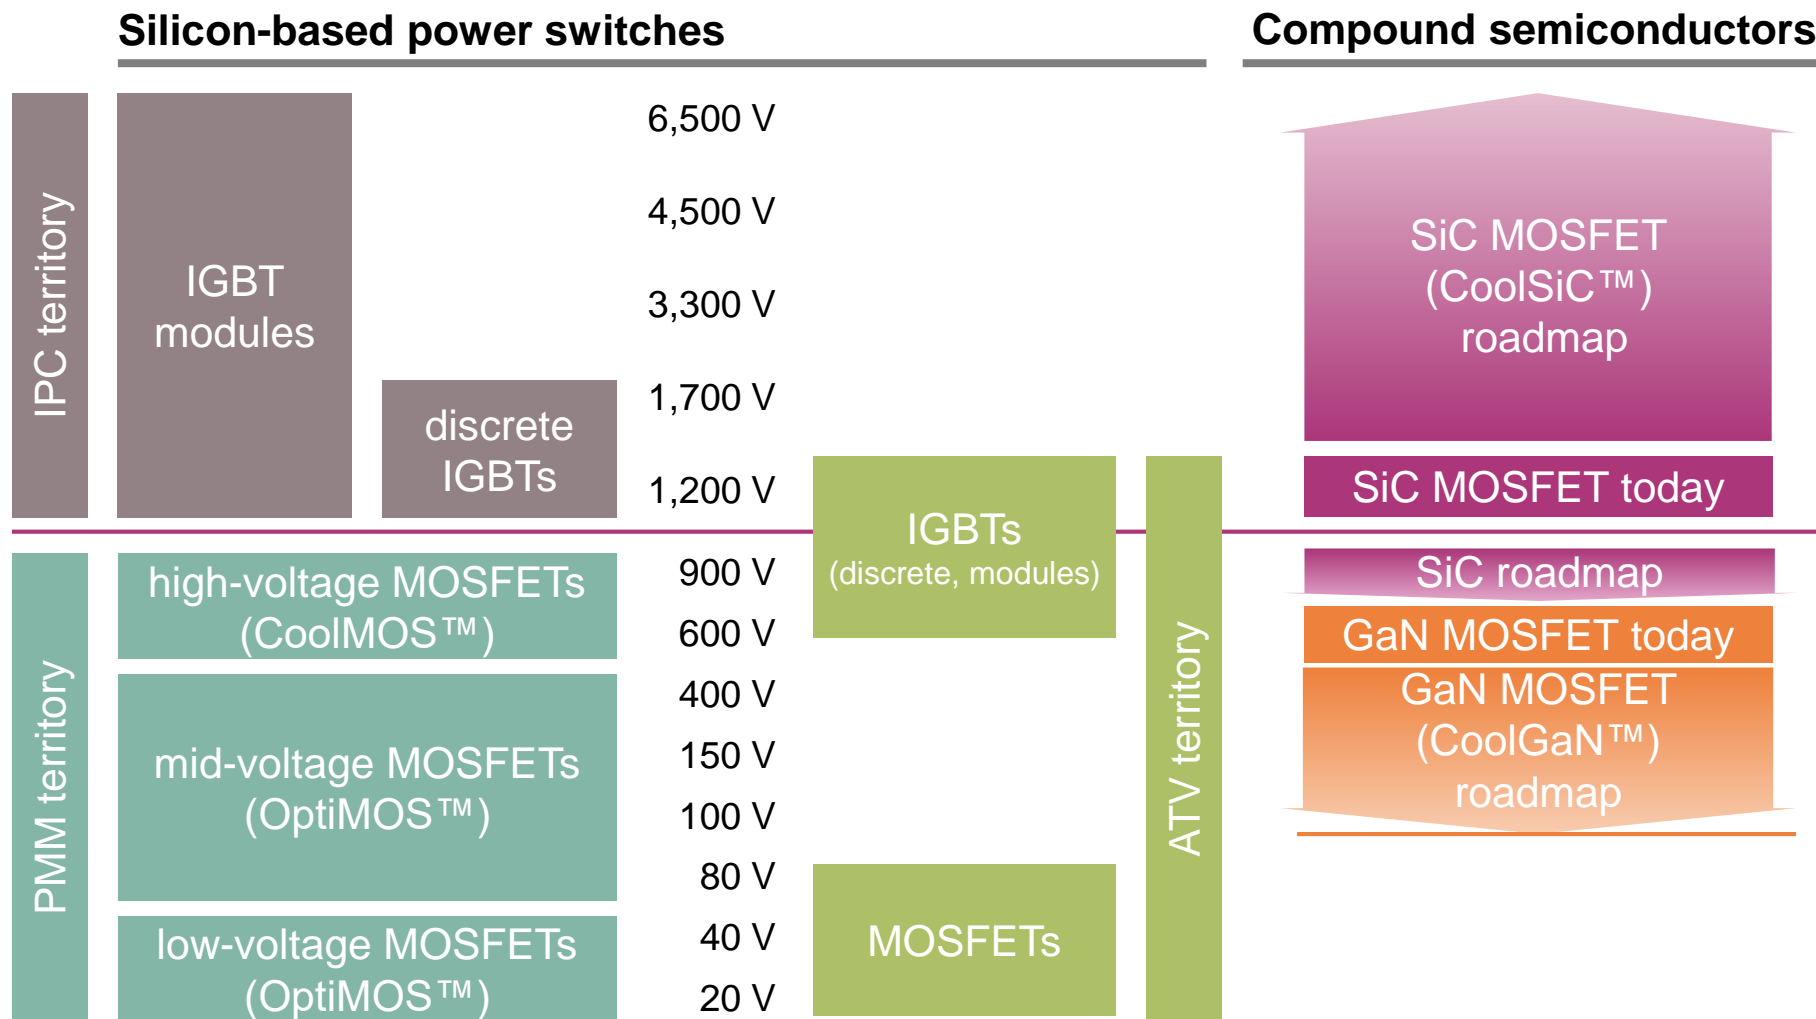 Silicon-based power switches
Compound semiconductors
IPC territory
IGBT
modules
discrete
IGBTs
PMM territory
high-voltage MOSFETs
(CoolMOS™)
mid-voltage MOSFETs
(OptiMOS™)
low-voltage MOSFETs
(OptiMOS™)
6,500 V
4,500 V
3,300 V
1,700 V
1,200 V
900 V
600 V
400 V
150 V
100 V
80 V
40 V
20 V
IGBTs
(discrete, modules)
MOSFETs
ATV territory
SiC MOSFET
(CoolSiC™)
roadmap
SiC MOSFET today
SiC roadmap
GaN MOSFET today
GaN MOSFET
(CoolGaN™)
roadmap